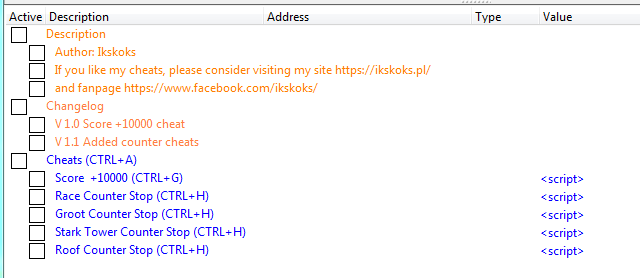 Active Description Address Type Value
Description
Author: Ikskoks
If you like my cheats, please consider visiting my site https://ikskoks.pl/
and fanpage https://www.facebook.com/ikskoks/
Changelog
V 1.0 Score +10000 cheat
V 1.1 Added counter cheats
Cheats (CTRL+A)
Score +10000 (CTRL+G) <script>
Race Counter Stop (CTRL+H) <script>
Groot Counter Stop (CTRL+H) <script>
Stark Tower Counter Stop (CTRL+H) <script>
Roof Counter Stop (CTRL+H) <script>